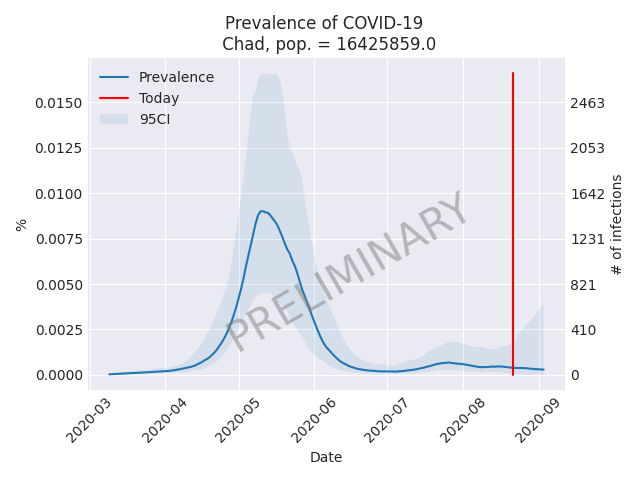 Prevalence of COVID-19
Chad, pop. = 16425859.0
Prevalence
Today
95CI
0.0150
0.0125
0.0100
0.0075
0.0050
0.0025
0.0000
%
2463
2053
1642
1231
821
410
0
# of infections
PRELIMINARY
2020-03
2020-04
2020-05
2020-06
2020-07
2020-08
2020-09
Date